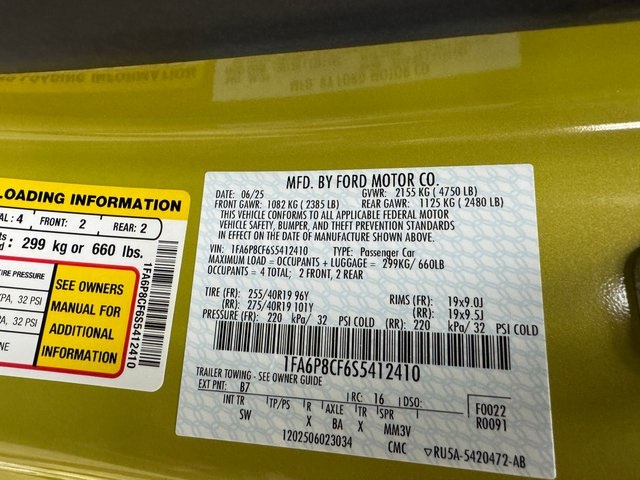 LOADING INFORMATION
AL: 4 FRONT: 2 REAR: 2
299 kg or 660 lbs.
TIRE PRESSURE
KPA, 32 PSI
KPA, 32 PSI
NE
SEE OWNERS
MANUAL FOR
ADDITIONAL
INFORMATION
1FA6P8CF6S5412410
MFD. BY FORD MOTOR CO.
DATE: 06/25 GVWR: 2155 KG ( 4750 LB)
FRONT GAWR: 1082 KG ( 2385 LB) REAR GAWR: 1125 KG ( 2480 LB)
THIS VEHICLE CONFORMS TO ALL APPLICABLE FEDERAL MOTOR
VEHICLE SAFETY, BUMPER, AND THEFT PREVENTION STANDARDS
IN EFFECT ON THE DATE OF MANUFACTURE SHOWN ABOVE.
VIN: 1FA6P8CF6S5412410 TYPE: Passenger Car
MAXIMUM LOAD = OCCUPANTS + LUGGAGE = 299KG/ 660LB
OCCUPANTS = 4 TOTAL; 2 FRONT, 2 REAR
TIRE (FR): 255/40R19 96Y RIMS (FR): 19x9.0J
(RR): 275/40R19 101Y (RR): 19x9.5J
PRESSURE (FR): 220 kPa/ 32 PSI COLD (RR): 220 kPa/ 32 PSI COLD
1FA6P8CF6S5412410
TRAILER TOWING - SEE OWNER GUIDE
EXT PNT: B7 RC: 16 DSO: F0022
INT TR TP/PS R AXLE TR SPR R0091
SW X BA X MM3V
1202506023034 CMC ▽RU5A-5420472-AB